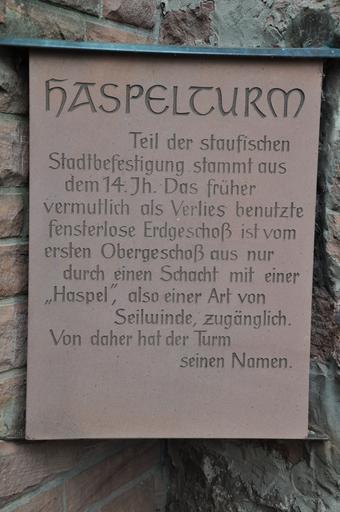 HASPELTURM
Teil der staufischen
Stadtbefestigung stammt aus
dem 14. Jh. Das früher
vermutlich als Verlies benutzte
fensterlose Erdgeschoß ist vom
ersten Obergeschoß aus nur
durch einen Schacht mit einer
„Haspel", also einer Art von
Seilwinde, zugänglich.
Von daher hat der Turm
seinen Namen.